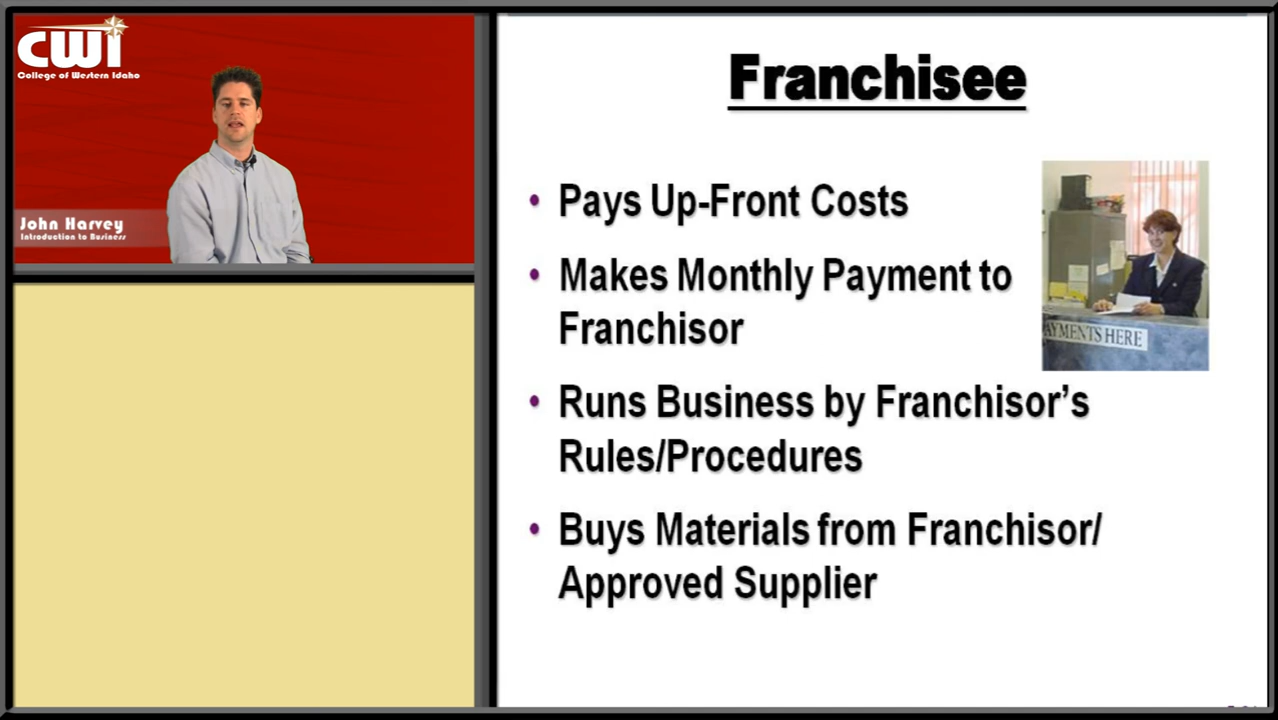 CWI
College of Western Idaho
John Harvey
Introduction to Business
Franchisee
• Pays Up-Front Costs
• Makes Monthly Payment to
Franchisor
AYMENTS HERE
• Runs Business by Franchisor’s
Rules/Procedures
• Buys Materials from Franchisor/
Approved Supplier